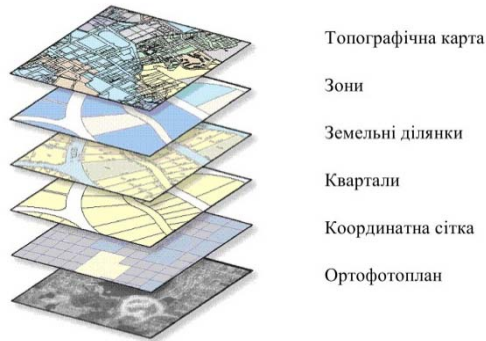 Топографічна карта
Зони
Земельні ділянки
Квартали
Координатна сітка
Ортофотоплан